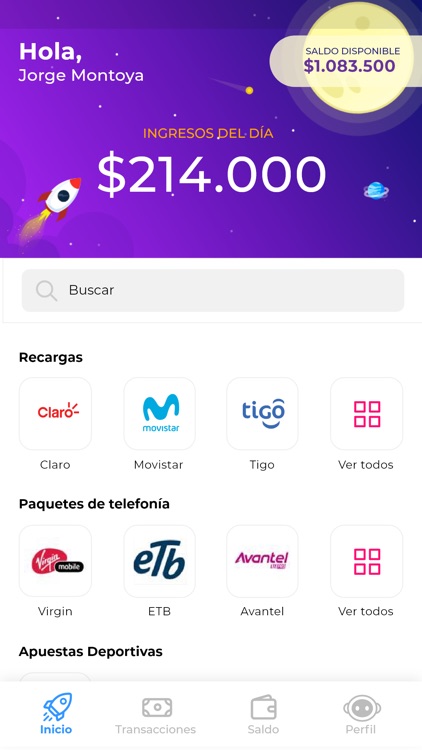 Hola,
Jorge Montoya
SALDO DISPONIBLE
$1.083.500
INGRESOS DEL DÍA
$214.000
Buscar
Recargas
Claro
movistar
tigo
Claro
Movistar
Tigo
Ver todos
Paquetes de telefonía
Virgin
mobile
eTb
Avantel
Virgin
ETB
Avantel
Ver todos
Apuestas Deportivas
Inicio
Transacciones
Saldo
Perfil